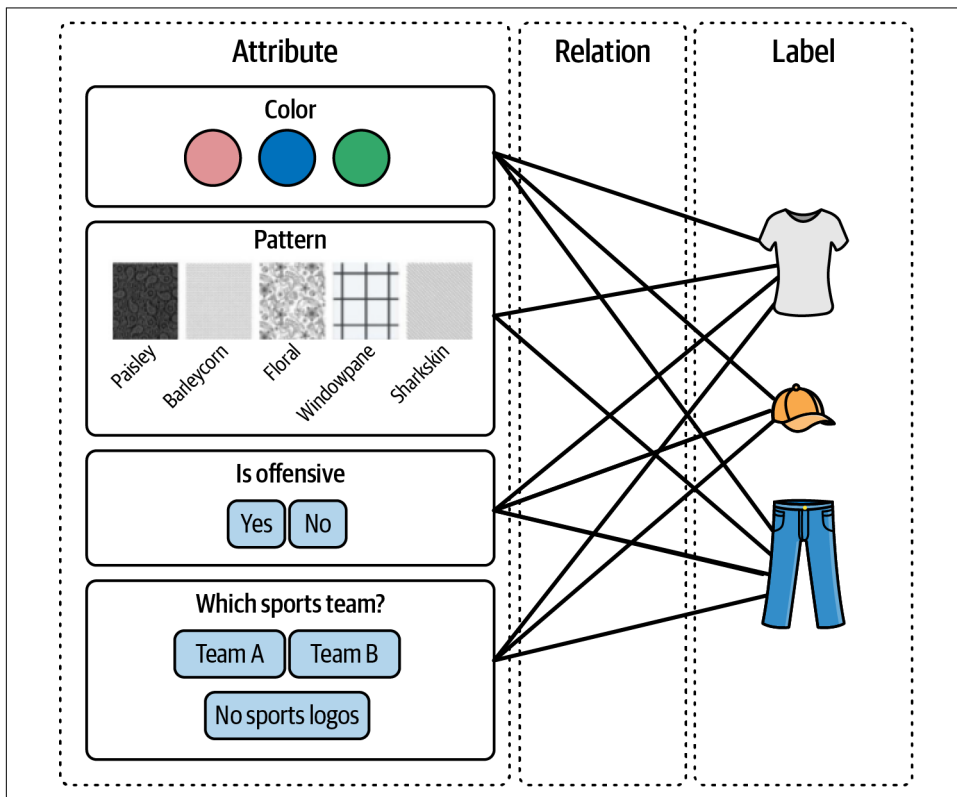 Attribute
Relation
Label
Color
Pattern
Paisley
Barleycorn
Floral
Windowpane
Sharkskin
Is offensive
Yes
No
Which sports team?
Team A
Team B
No sports logos